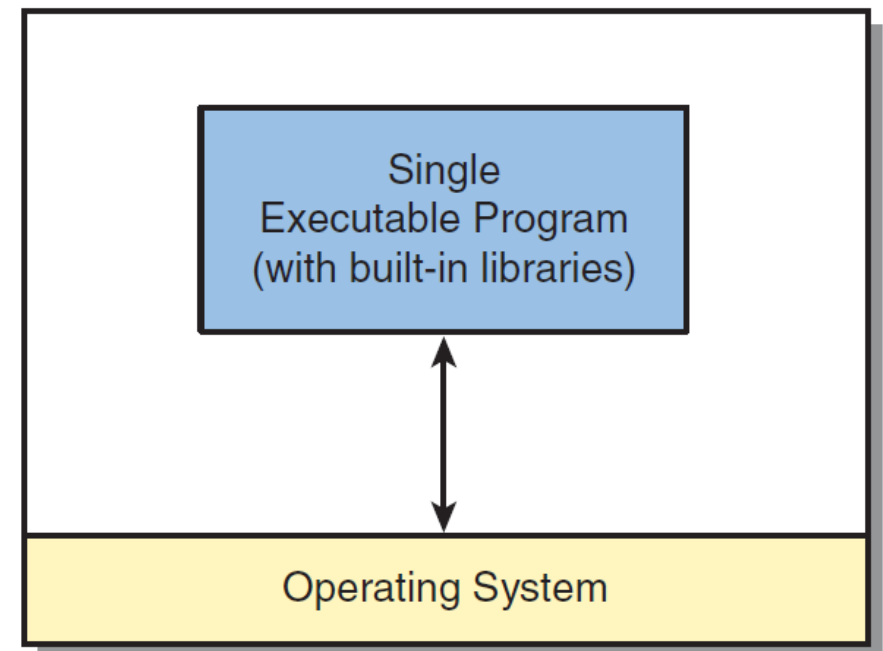 Single
Executable Program
(with built-in libraries)
Operating System